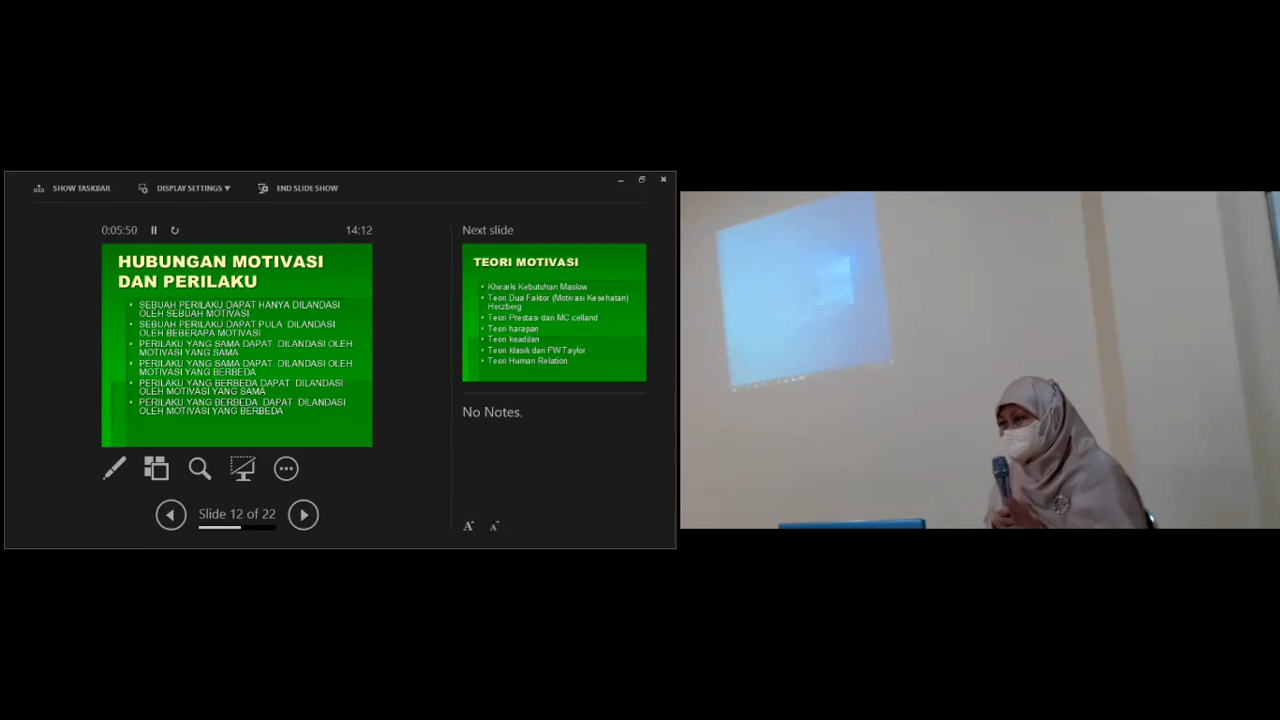 SHOW TASKBAR
DISPLAY SETTINGS ▼
END SLIDE SHOW
0:05:50
14:12
HUBUNGAN MOTIVASI
DAN PERILAKU
• SEBUAH PERILAKU DAPAT HANYA DILANDASI
OLEH SEBUAH MOTIVASI
• SEBUAH PERILAKU DAPAT PULA DILANDASI
OLEH BEBERAPA MOTIVASI
• PERILAKU YANG SAMA DAPAT DILANDASI OLEH
MOTIVASI YANG SAMA
• PERILAKU YANG SAMA DAPAT DILANDASI OLEH
MOTIVASI YANG BERBEDA
• PERILAKU YANG BERBEDA DAPAT DILANDASI
OLEH MOTIVASI YANG SAMA
• PERILAKU YANG BERBEDA DAPAT DILANDASI
OLEH MOTIVASI YANG BERBEDA
Slide 12 of 22
Next slide
TEORI MOTIVASI
• Khirarki Kebutuhan Maslow
• Teori Dua Faktor (Motivasi Kesehatan)
Herzberg
• Teori Prestasi dari MC celland
• Teori harapan
• Teori keadilan
• Teori klasik dari FW Taylor
• Teori Human Relation
No Notes.
A A